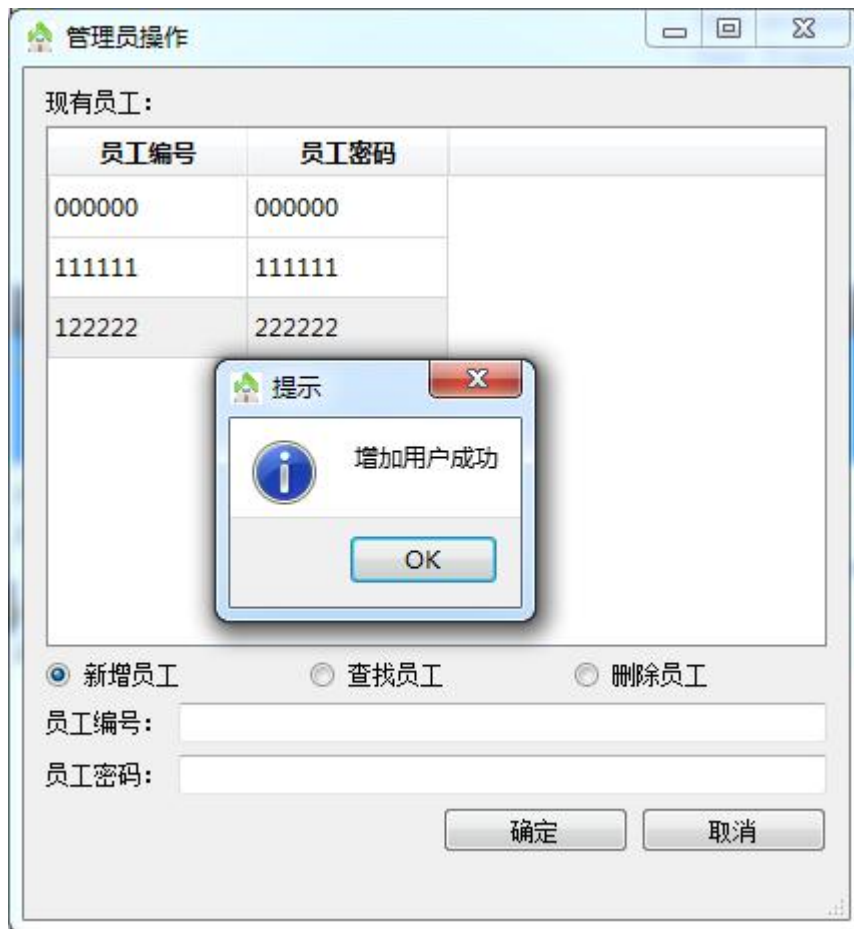 管理员操作
现有员工：
员工编号 员工密码
000000 000000
111111 111111
122222 222222
提示
增加用户成功
OK
新增员工 查找员工 删除员工
员工编号：
员工密码：
确定 取消